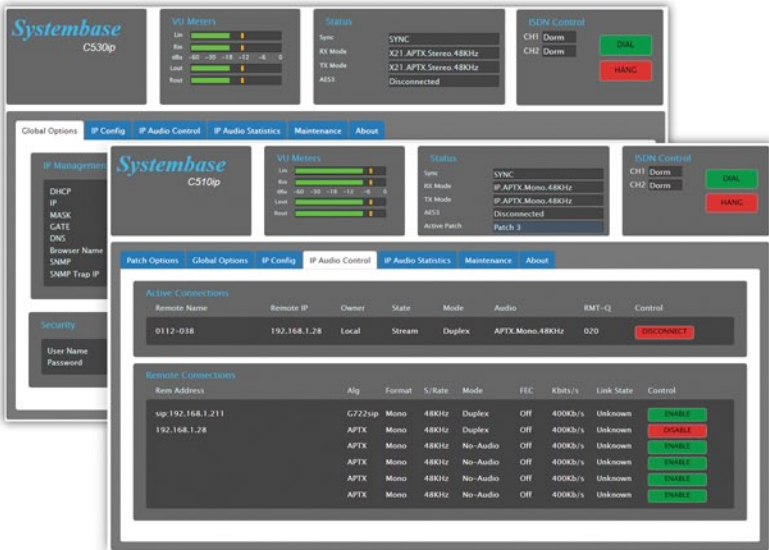 Systembase
C530ip
VU Meters
Lin
Rin
dBu -60 -30 -18 -12 -6 0
Lout
Rout
Status
Sync SYNC
RX Mode X21.APTX.Stereo.48KHz
TX Mode X21.APTX.Stereo.48KHz
AES3 Disconnected
ISDN Control
CH1 Dorm
CH2 Dorm
DIAL
HANG
Global Options IP Config IP Audio Control IP Audio Statistics Maintenance About
IP Management
DHCP
IP
MASK
GATE
DNS
Browser Name
SNMP
SNMP Trap IP
Security
User Name
Password
Systembase
C510ip
VU Meters
Lin
Rin
dBu -60 -30 -18 -12 -6 0
Lout
Rout
Status
Sync SYNC
RX Mode IP.APTX.Mono.48KHz
TX Mode IP.APTX.Mono.48KHz
AES3 Disconnected
Active Patch Patch 3
ISDN Control
CH1 Dorm
CH2 Dorm
DIAL
HANG
Patch Options Global Options IP Config IP Audio Control IP Audio Statistics Maintenance About
Active Connections
Remote Name Remote IP Owner State Mode Audio RMT-Q Control
0112-038 192.168.1.28 Local Stream Duplex APTX.Mono.48KHz 020 DISCONNECT
Remote Connections
Rem Address Alg Format S/Rate Mode FEC Kbits/s Link State Control
sip:192.168.1.211 G722sip Mono 48KHz Duplex Off 400Kb/s Unknown ENABLE
192.168.1.28 APTX Mono 48KHz Duplex Off 400Kb/s Unknown DISABLE
APTX Mono 48KHz No-Audio Off 400Kb/s Unknown ENABLE
APTX Mono 48KHz No-Audio Off 400Kb/s Unknown ENABLE
APTX Mono 48KHz No-Audio Off 400Kb/s Unknown ENABLE
APTX Mono 48KHz No-Audio Off 400Kb/s Unknown ENABLE